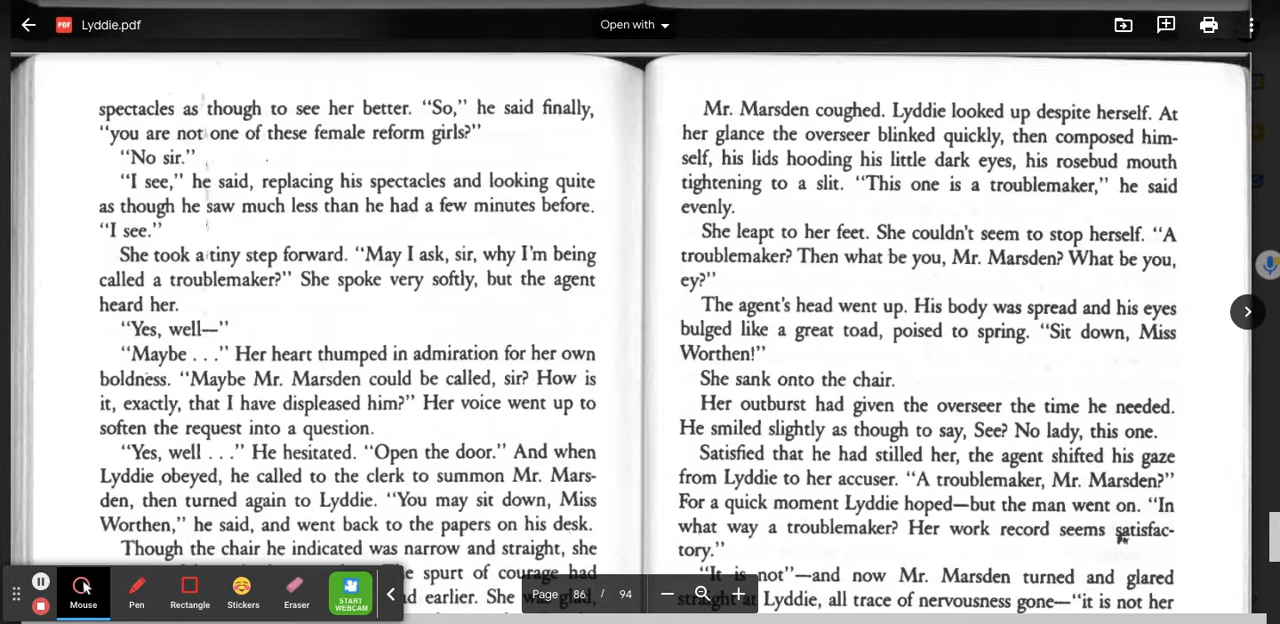 Lyddie.pdf
Open with
spectacles as though to see her better. “So,” he said finally,
“you are not one of these female reform girls?”
“No sir.”
“I see,” he said, replacing his spectacles and looking quite
as though he saw much less than he had a few minutes before.
“I see.”
She took a tiny step forward. “May I ask, sir, why I’m being
called a troublemaker?” She spoke very softly, but the agent
heard her.
“Yes, well—”
“Maybe . . .” Her heart thumped in admiration for her own
boldness. “Maybe Mr. Marsden could be called, sir? How is
it, exactly, that I have displeased him?” Her voice went up to
soften the request into a question.
“Yes, well . . .” He hesitated. “Open the door.” And when
Lyddie obeyed, he called to the clerk to summon Mr. Mars-
den, then turned again to Lyddie. “You may sit down, Miss
Worthen,” he said, and went back to the papers on his desk.
Though the chair he indicated was narrow and straight, she
spurt of courage had
earlier. She
Mr. Marsden coughed. Lyddie looked up despite herself. At
her glance the overseer blinked quickly, then composed him-
self, his lids hooding his little dark eyes, his rosebud mouth
tightening to a slit. “This one is a troublemaker,” he said
evenly.
She leapt to her feet. She couldn’t seem to stop herself. “A
troublemaker? Then what be you, Mr. Marsden? What be you,
ey?”
The agent’s head went up. His body was spread and his eyes
bulged like a great toad, poised to spring. “Sit down, Miss
Worthen!”
She sank onto the chair.
Her outburst had given the overseer the time he needed.
He smiled slightly as though to say, See? No lady, this one.
Satisfied that he had stilled her, the agent shifted his gaze
from Lyddie to her accuser. “A troublemaker, Mr. Marsden?”
For a quick moment Lyddie hoped—but the man went on. “In
what way a troublemaker? Her work record seems satisfac-
tory.”
“It is not”—and now Mr. Marsden turned and glared
straight at Lyddie, all trace of nervousness gone—“it is not her
Mouse
Pen
Rectangle
Stickers
Eraser
START
WEBCAM
Page 86 / 94